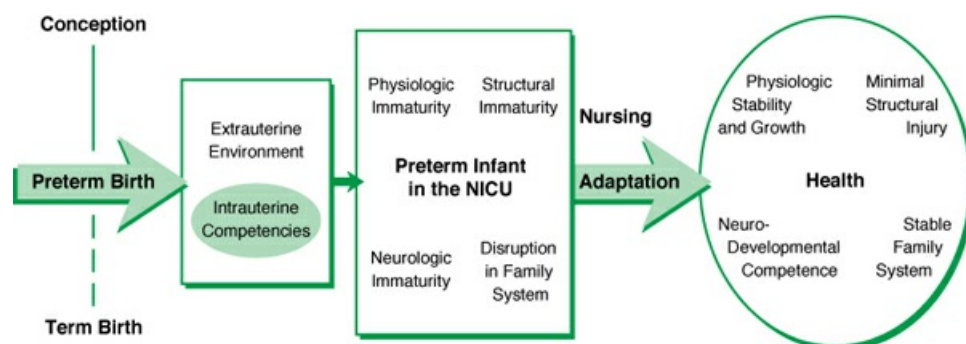 Conception
Preterm Birth
Term Birth
Extrauterine
Environment
Intrauterine
Competencies
Physiologic
Immaturity
Structural
Immaturity
Preterm Infant
in the NICU
Neurologic
Immaturity
Disruption
in Family
System
Nursing
Adaptation
Physiologic
Stability
and Growth
Minimal
Structural
Injury
Health
Neuro-
Developmental
Competence
Stable
Family
System